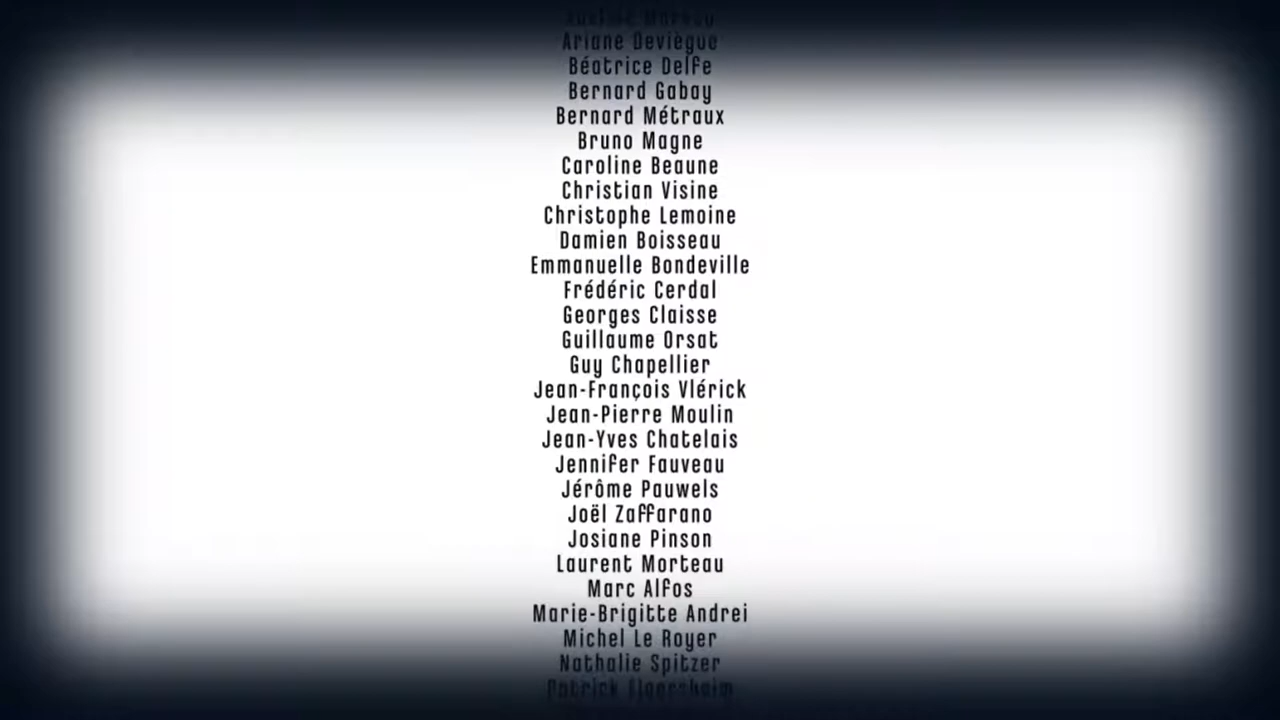 Ariane Deviègue
Béatrice Delfe
Bernard Gabay
Bernard Métraux
Bruno Magne
Caroline Beaune
Christian Visine
Christophe Lemoine
Damien Boisseau
Emmanuelle Bondeville
Frédéric Cerdal
Georges Claisse
Guillaume Orsat
Guy Chapellier
Jean-François Vlérick
Jean-Pierre Moulin
Jean-Yves Chatelais
Jennifer Fauveau
Jérôme Pauwels
Joël Zaffarano
Josiane Pinson
Laurent Morteau
Marc Alfos
Marie-Brigitte Andrei
Michel Le Royer
Nathalie Spitzer
Patrick